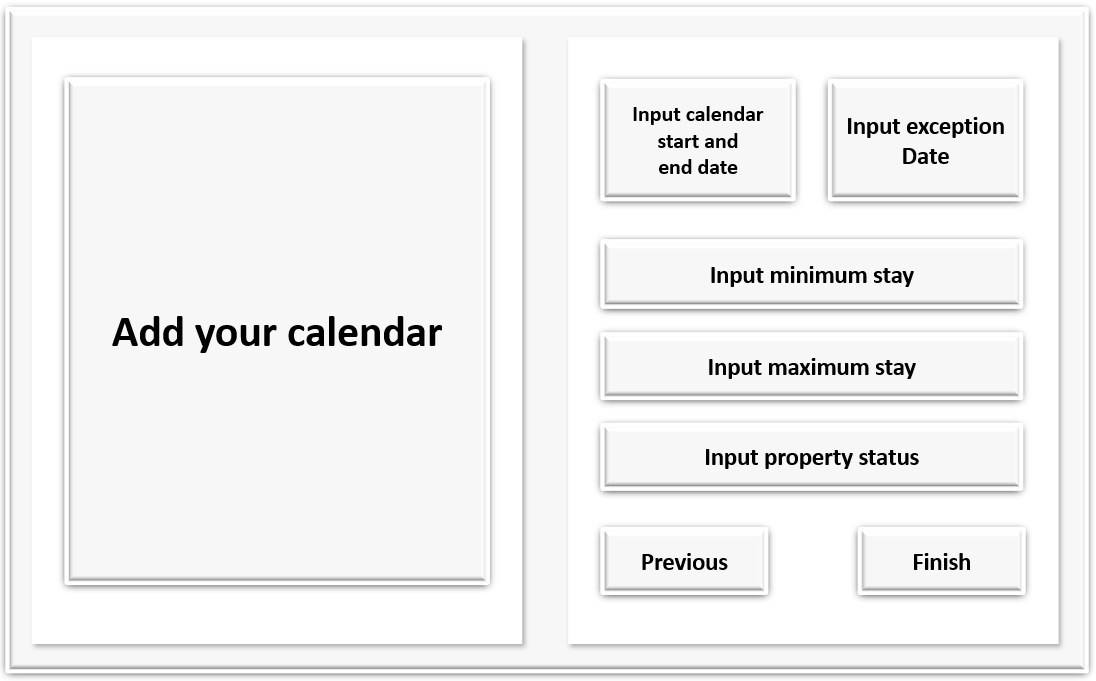 Add your calendar
Input calendar
start and
end date
Input exception
Date
Input minimum stay
Input maximum stay
Input property status
Previous
Finish